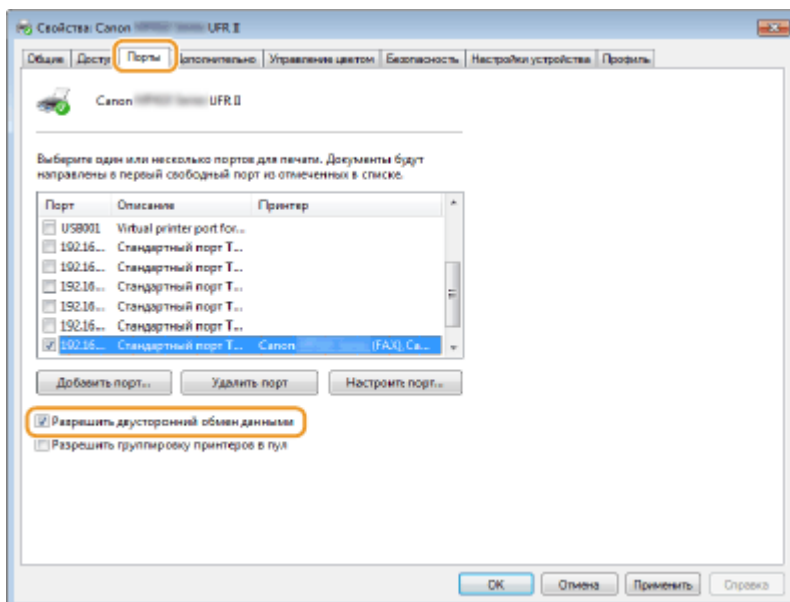 Свойства: Canon UFR II
Общие Доступ Порты Дополнительно Управление цветом Безопасность Настройки устройства Профиль
Canon UFR II
Выберите один или несколько портов для печати. Документы будут
направлены в первый свободный порт из отмеченных в списке.
Порт Описание Принтер
USB001 Virtual printer port for...
192.16... Стандартный порт T...
192.16... Стандартный порт T...
192.16... Стандартный порт T...
192.16... Стандартный порт T...
192.16... Стандартный порт T...
192.16... Стандартный порт T... Canon (FAX), Ca...
Добавить порт... Удалить порт Настроить порт...
Разрешить двусторонний обмен данными
Разрешить группировку принтеров в пул
OK Отмена Применить Справка